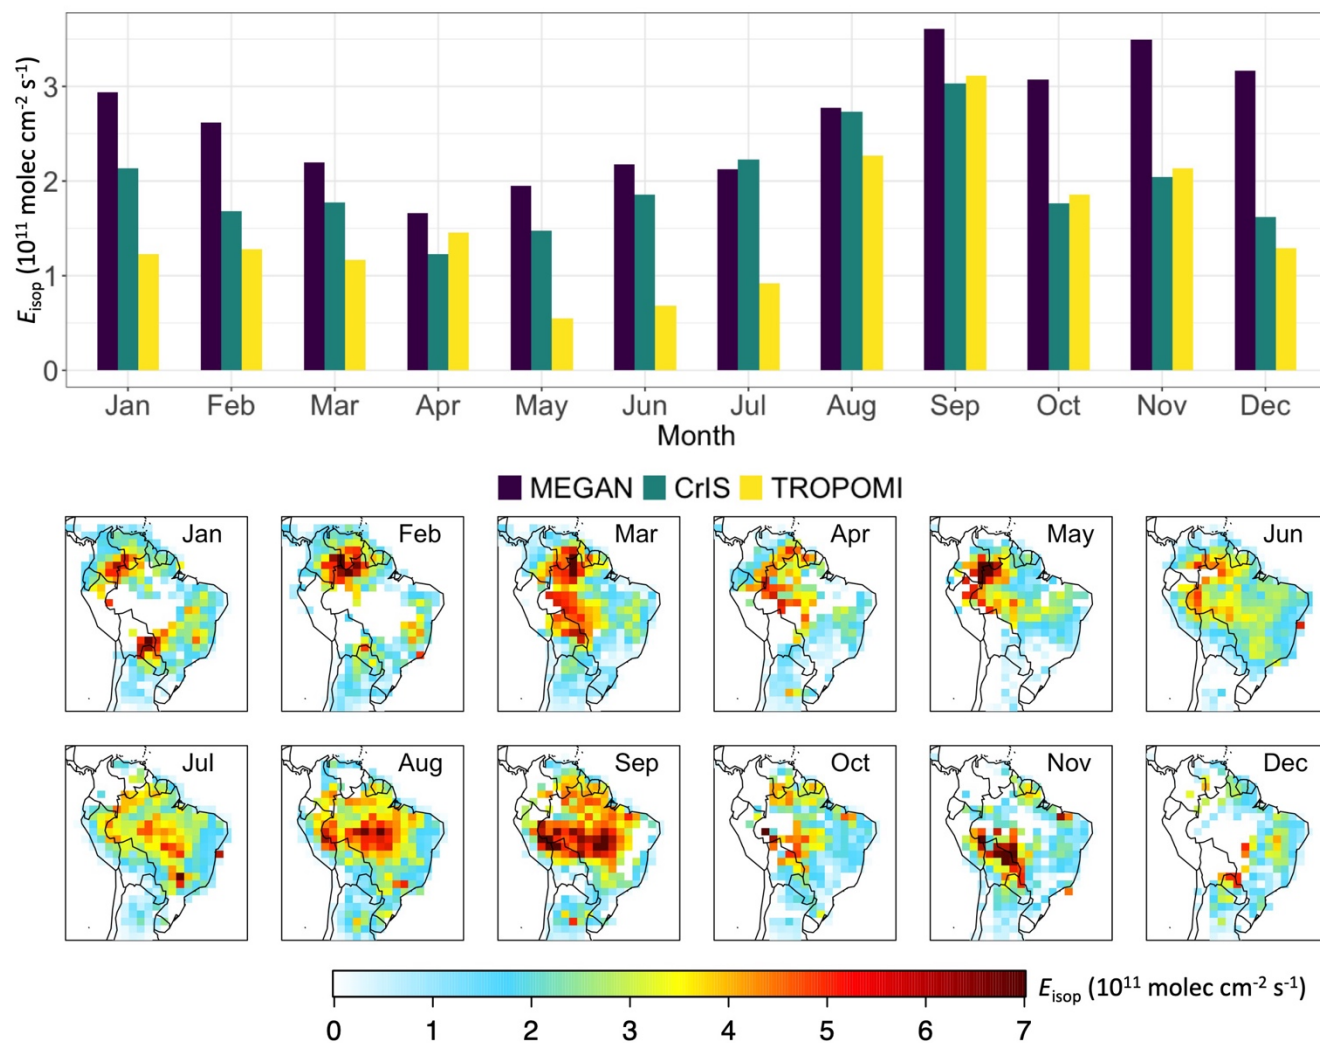 3
2
1
0
E_isop (10¹¹ molec cm⁻² s⁻¹)
Jan Feb Mar Apr May Jun Jul Aug Sep Oct Nov Dec
Month
MEGAN CrIS TROPOMI
Jan Feb Mar Apr May Jun
Jul Aug Sep Oct Nov Dec
E_isop (10¹¹ molec cm⁻² s⁻¹)
0 1 2 3 4 5 6 7